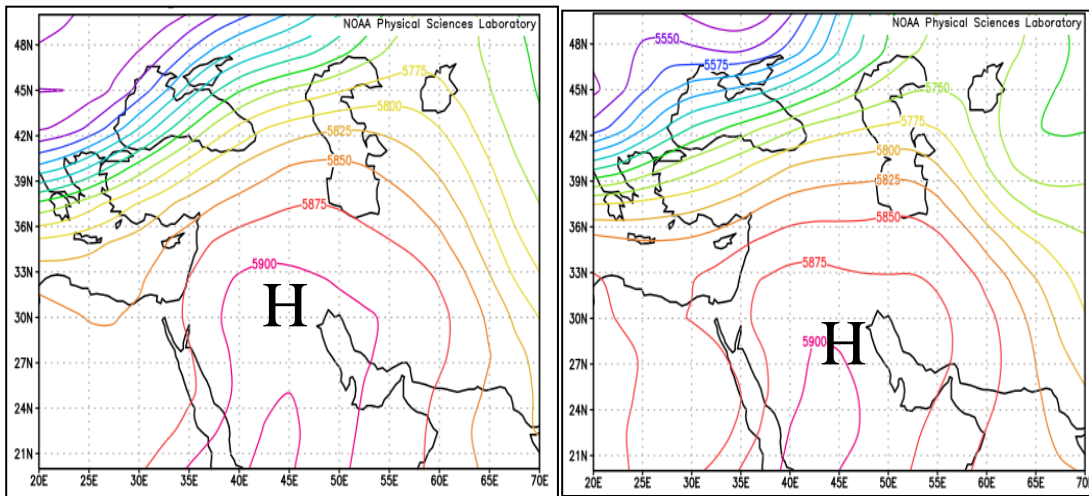 NOAA Physical Sciences Laboratory
48N
45N
42N
39N
36N
33N
30N
27N
24N
21N
5775
5800
5825
5850
5875
5900
H
20E 25E 30E 35E 40E 45E 50E 55E 60E 65E 70E
NOAA Physical Sciences Laboratory
48N
45N
42N
39N
36N
33N
30N
27N
24N
21N
5550
5575
5750
5775
5800
5825
5850
5875
5900
H
20E 25E 30E 35E 40E 45E 50E 55E 60E 65E 70E